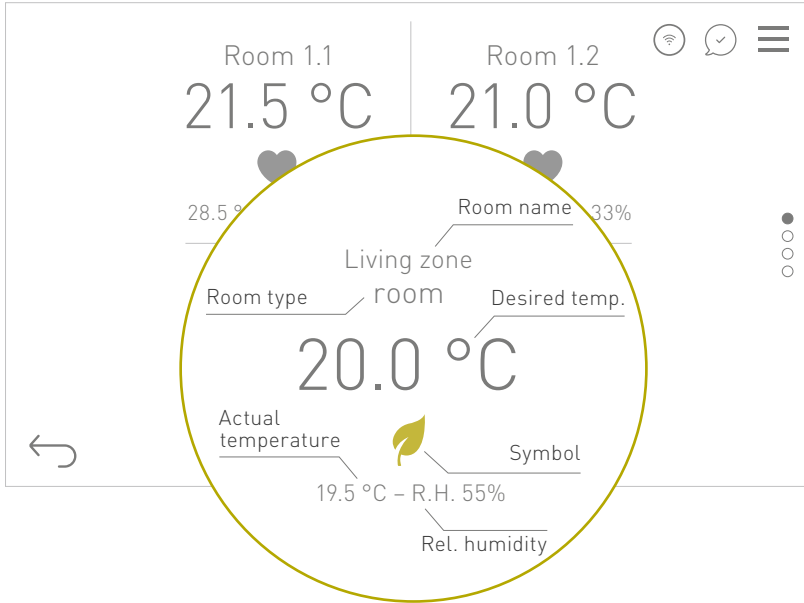 Room 1.1
Room 1.2
21.5 °C
21.0 °C
28.5 °
33%
Room name
Living zone
Room type
room
Desired temp.
20.0 °C
Actual
temperature
Symbol
19.5 °C – R.H. 55%
Rel. humidity